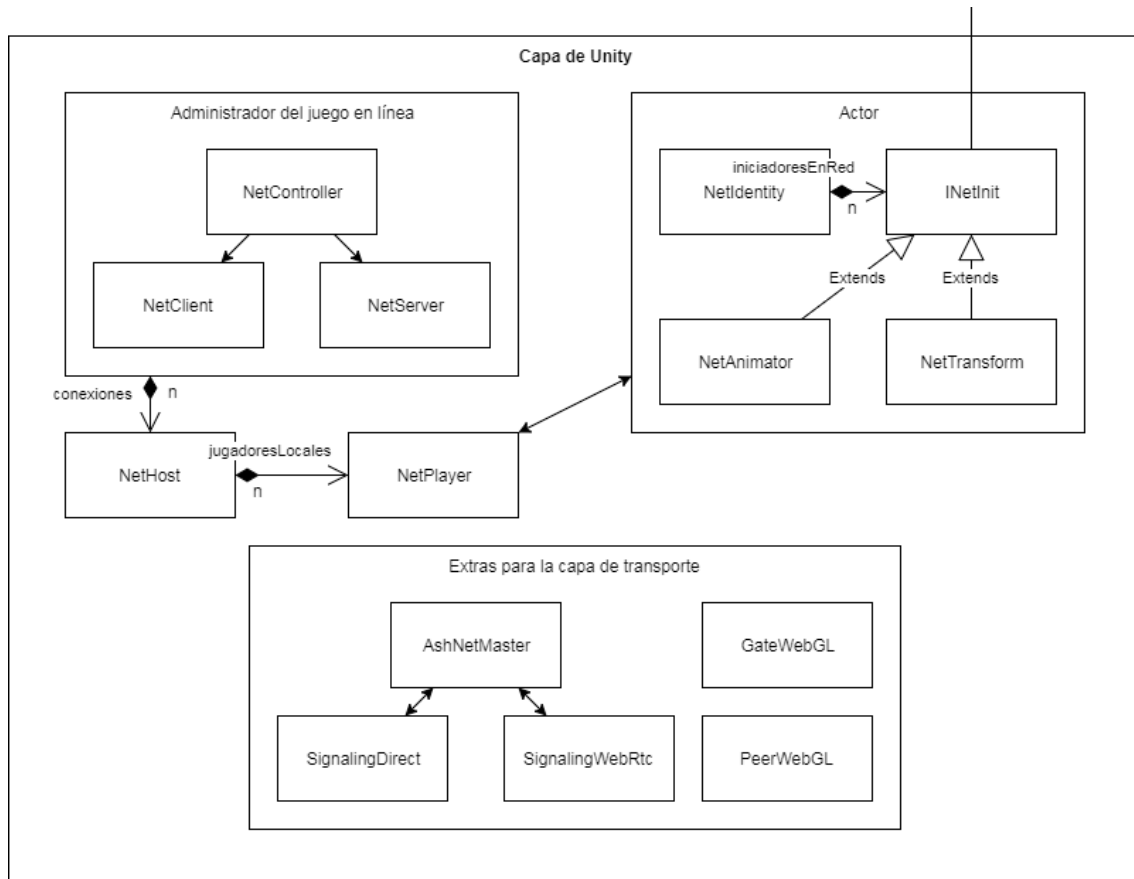 Capa de Unity
Administrador del juego en línea
NetController
NetClient
NetServer
Actor
iniciadoresEnRed
NetIdentity
n
INetInit
Extends
Extends
NetAnimator
NetTransform
conexiones
n
NetHost
jugadoresLocales
n
NetPlayer
Extras para la capa de transporte
AshNetMaster
GateWebGL
SignalingDirect
SignalingWebRtc
PeerWebGL